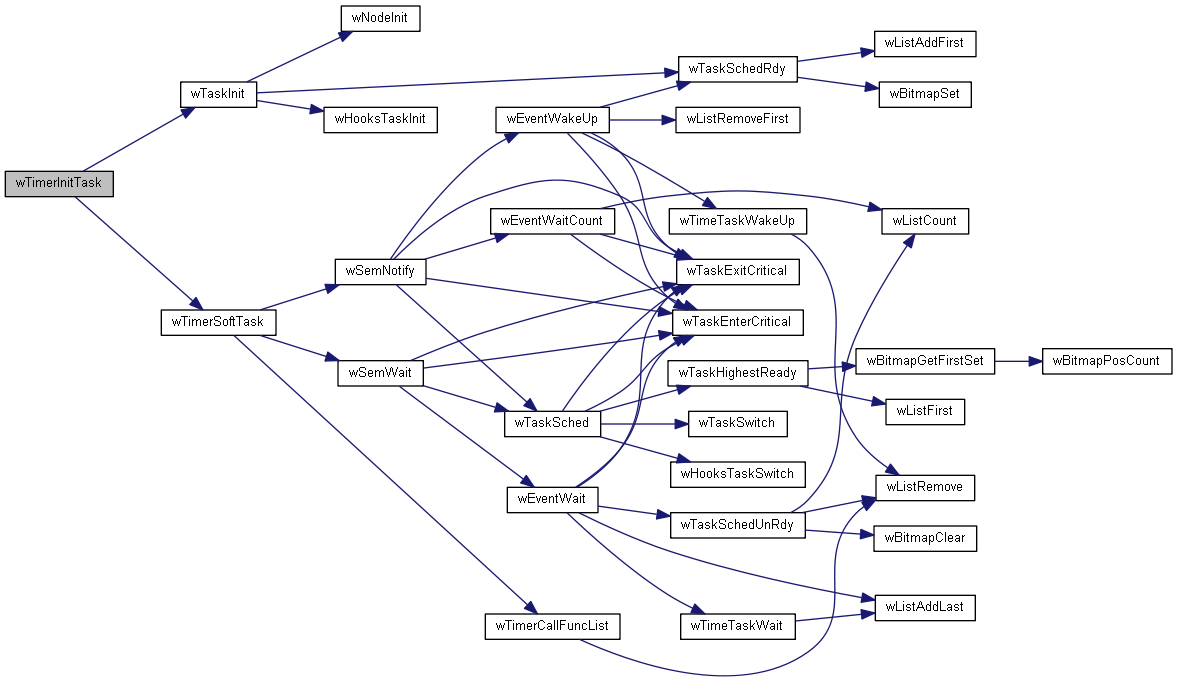 wNodeInit
wListAddFirst
wTaskSchedRdy
wTaskInit
wBitmapSet
wEventWakeUp
wListRemoveFirst
wHooksTaskInit
wTimerInitTask
wEventWaitCount
wTimeTaskWakeUp
wListCount
wSemNotify
wTaskExitCritical
wTimerSoftTask
wTaskEnterCritical
wBitmapGetFirstSet
wBitmapPosCount
wSemWait
wTaskHighestReady
wListFirst
wTaskSched
wTaskSwitch
wHooksTaskSwitch
wListRemove
wEventWait
wTaskSchedUnRdy
wBitmapClear
wListAddLast
wTimerCallFuncList
wTimeTaskWait